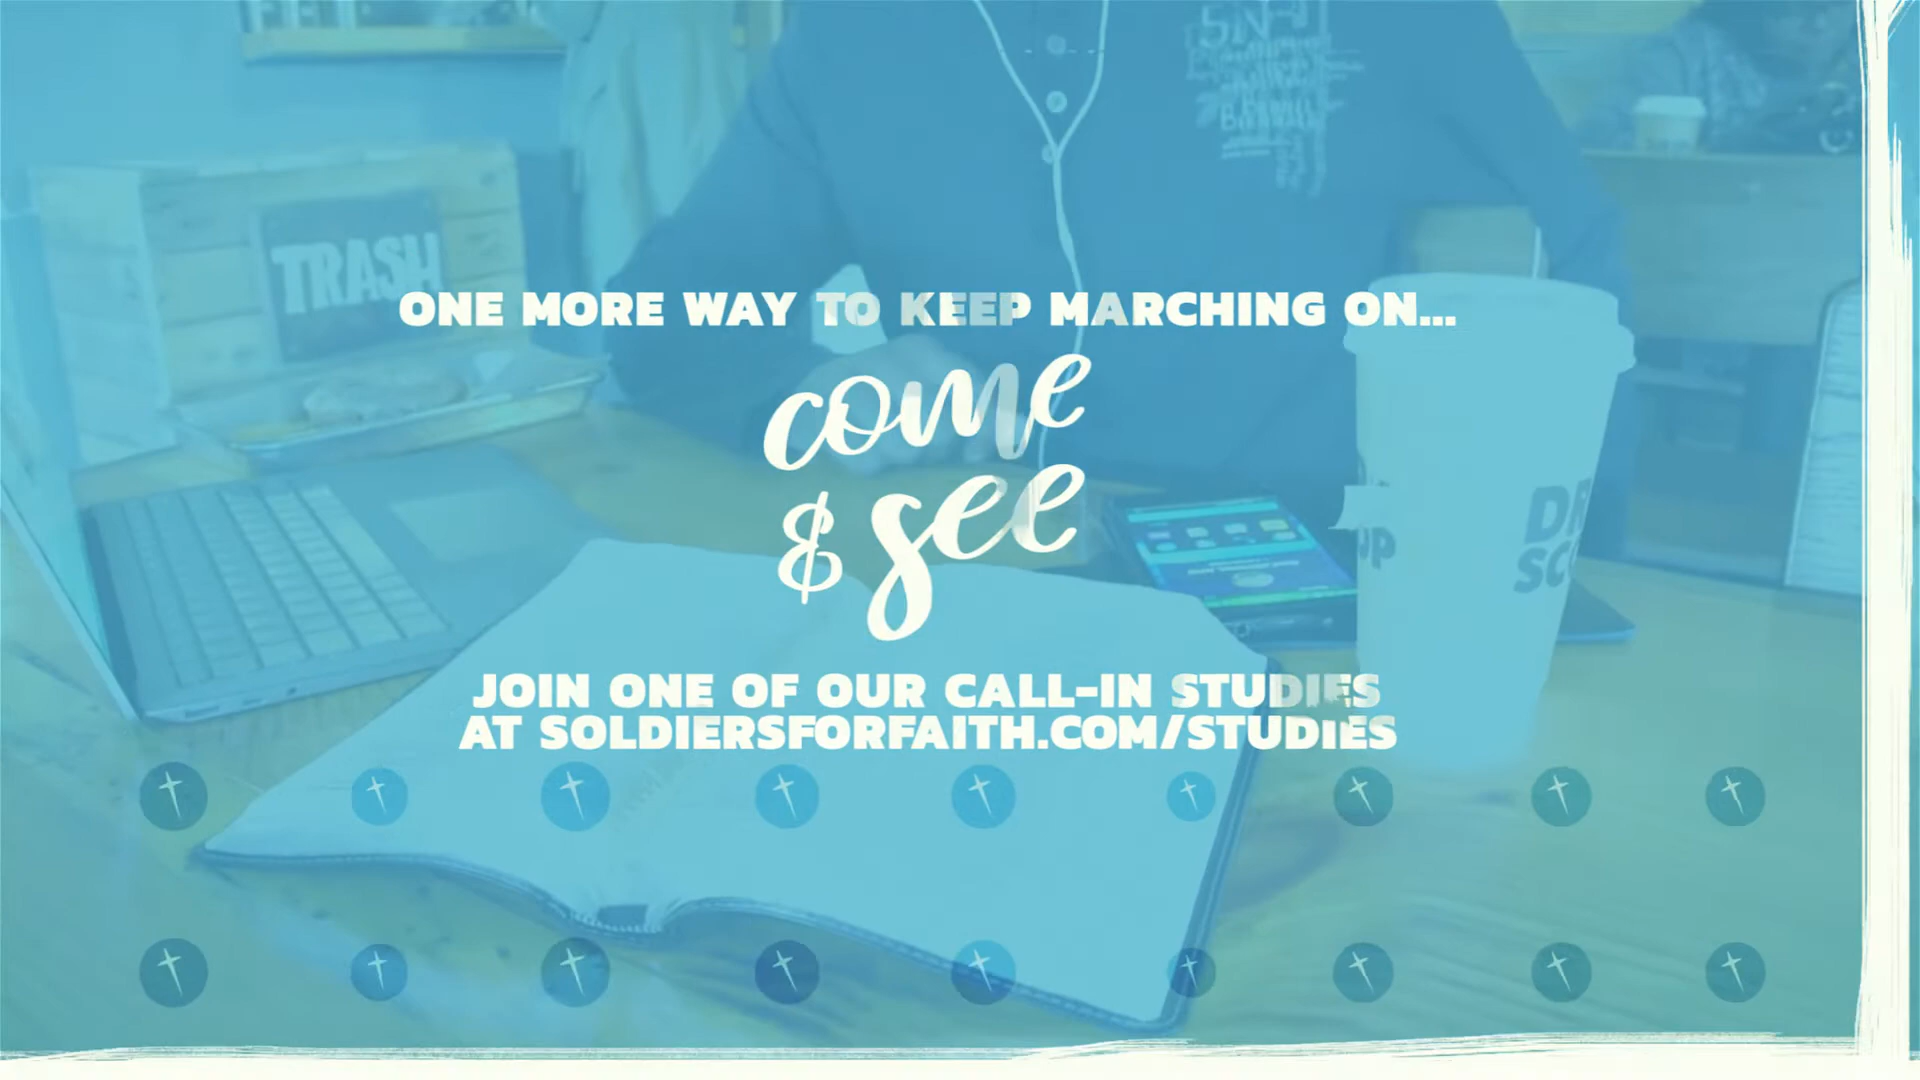 TRASH
ONE MORE WAY TO KEEP MARCHING ON...
come
& see
UP
JOIN ONE OF OUR CALL-IN STUDIES
AT SOLDIERSFORFAITH.COM/STUDIES